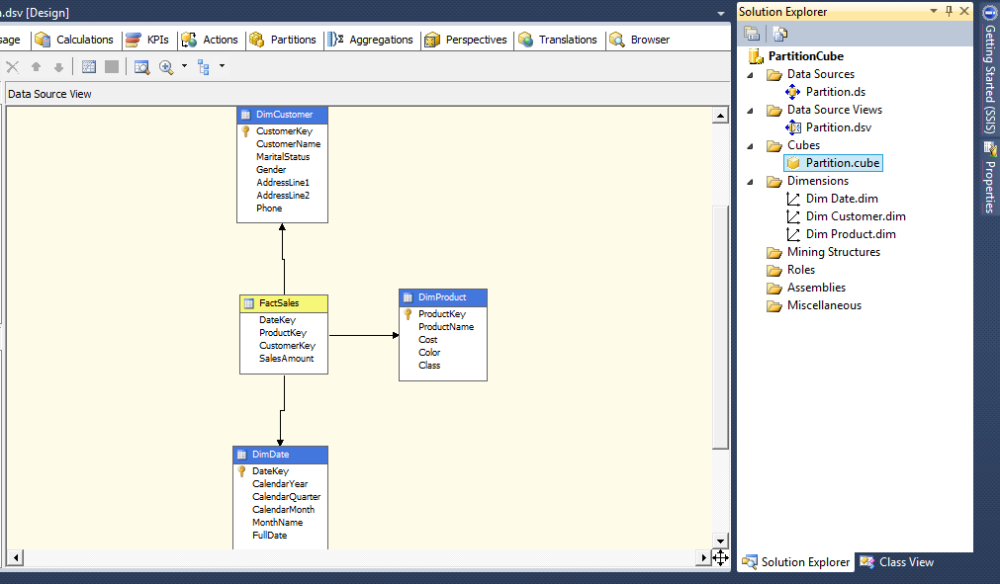 .dsv [Design]
sage Calculations KPIs Actions Partitions Aggregations Perspectives Translations Browser
Data Source View
DimCustomer
CustomerKey
CustomerName
MaritalStatus
Gender
AddressLine1
AddressLine2
Phone
FactSales
DateKey
ProductKey
CustomerKey
SalesAmount
DimProduct
ProductKey
ProductName
Cost
Color
Class
DimDate
DateKey
CalendarYear
CalendarQuarter
CalendarMonth
MonthName
FullDate
Solution Explorer
PartitionCube
Data Sources
Partition.ds
Data Source Views
Partition.dsv
Cubes
Partition.cube
Dimensions
Dim Date.dim
Dim Customer.dim
Dim Product.dim
Mining Structures
Roles
Assemblies
Miscellaneous
Solution Explorer Class View
Getting Started (SSIS)
Properties